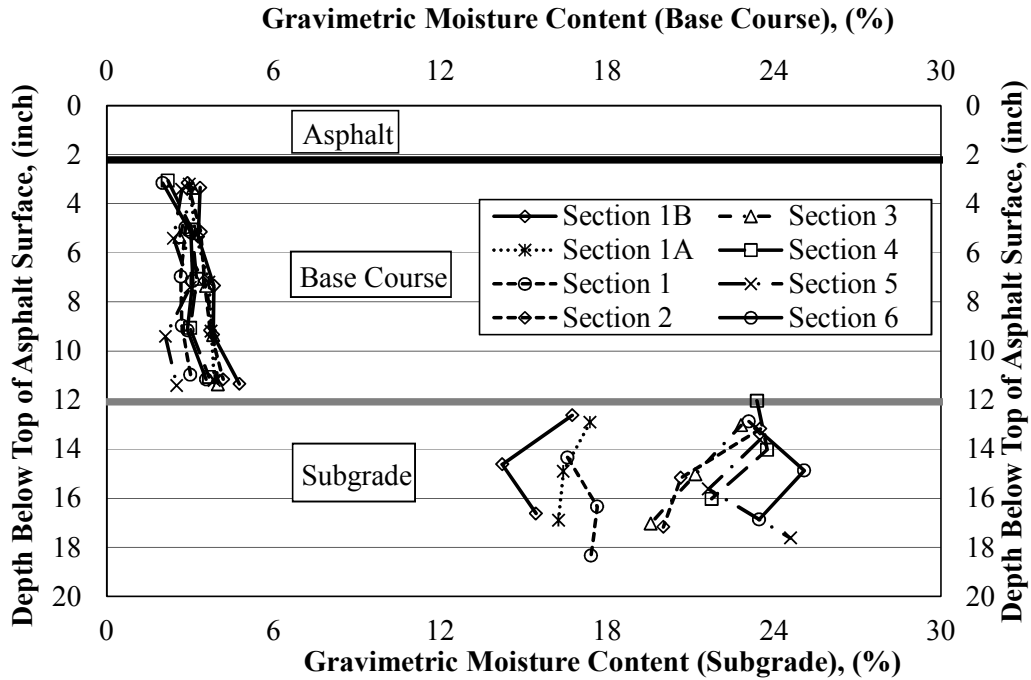 Gravimetric Moisture Content (Base Course), (%)
0 6 12 18 24 30
Depth Below Top of Asphalt Surface, (inch)
0
2
4
6
8
10
12
14
16
18
20
Asphalt
Base Course
Subgrade
Section 1B
Section 1A
Section 1
Section 2
Section 3
Section 4
Section 5
Section 6
0
2
4
6
8
10
12
14
16
18
20
Depth Below Top of Asphalt Surface, (inch)
0 6 12 18 24 30
Gravimetric Moisture Content (Subgrade), (%)